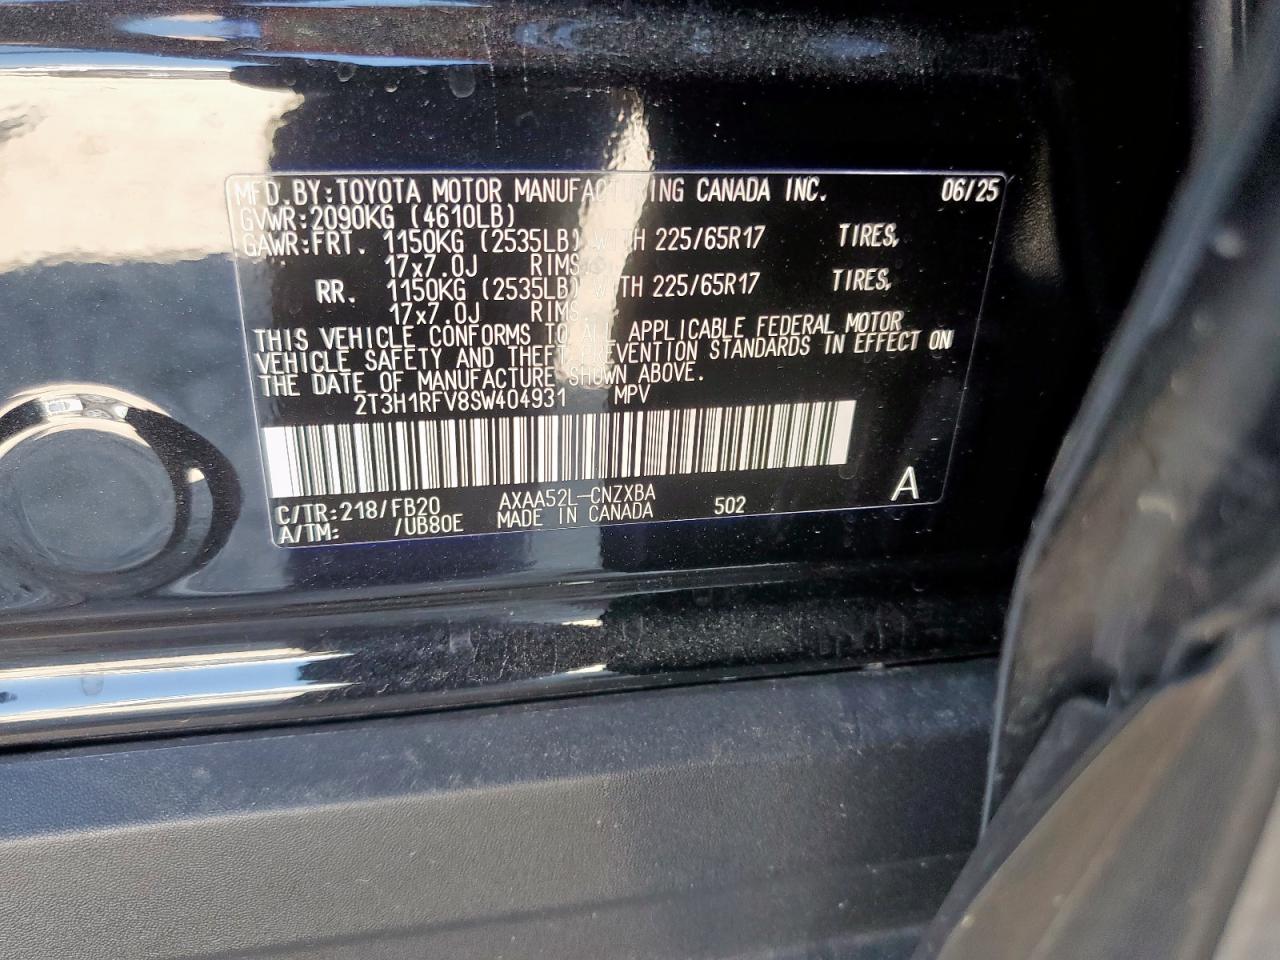 MFD.BY:TOYOTA MOTOR MANUFACTURING CANADA INC. 06/25
GVWR:2090KG (4610LB)
GAWR:FRT. 1150KG (2535LB) WITH 225/65R17 TIRES,
17x7.0J RIMS,
RR. 1150KG (2535LB) WITH 225/65R17 TIRES,
17x7.0J RIMS.
THIS VEHICLE CONFORMS TO ALL APPLICABLE FEDERAL MOTOR
VEHICLE SAFETY AND THEFT PREVENTION STANDARDS IN EFFECT ON
THE DATE OF MANUFACTURE SHOWN ABOVE.
2T3H1RFV8SW404931 MPV
C/TR:218/FB20 AXAA52L-CNZXBA 502 A
A/TM: /UB80E MADE IN CANADA